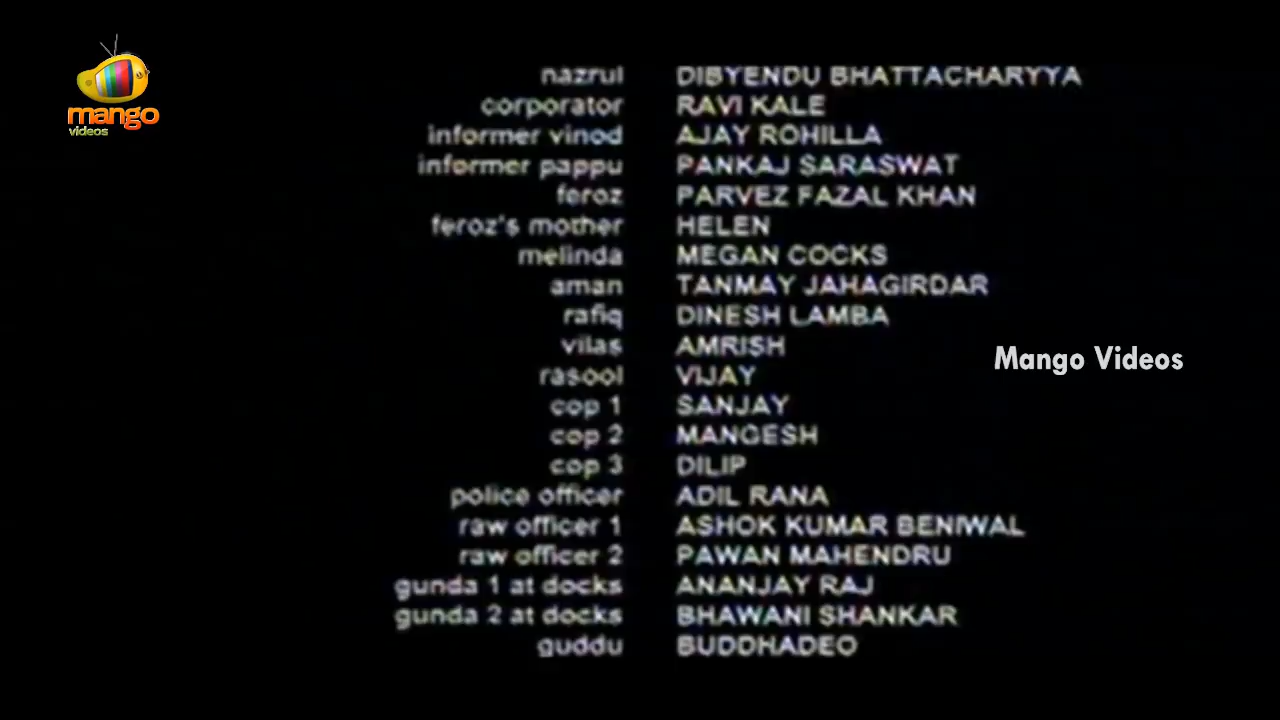 mango
videos
nazrul DIBYENDU BHATTACHARYYA
corporator RAVI KALE
informer vinod AJAY ROHILLA
informer pappu PANKAJ SARASWAT
feroz PARVEZ FAZAL KHAN
feroz's mother HELEN
melinda MEGAN COCKS
aman TANMAY JAHAGIRDAR
rafiq DINESH LAMBA
vilas AMRISH
Mango Videos
rasool VIJAY
cop 1 SANJAY
cop 2 MANGESH
cop 3 DILIP
police officer ADIL RANA
raw officer 1 ASHOK KUMAR BENIWAL
raw officer 2 PAWAN MAHENDRU
gunda 1 at docks ANANJAY RAJ
gunda 2 at docks BHAWANI SHANKAR
guddu BUDDHADEO